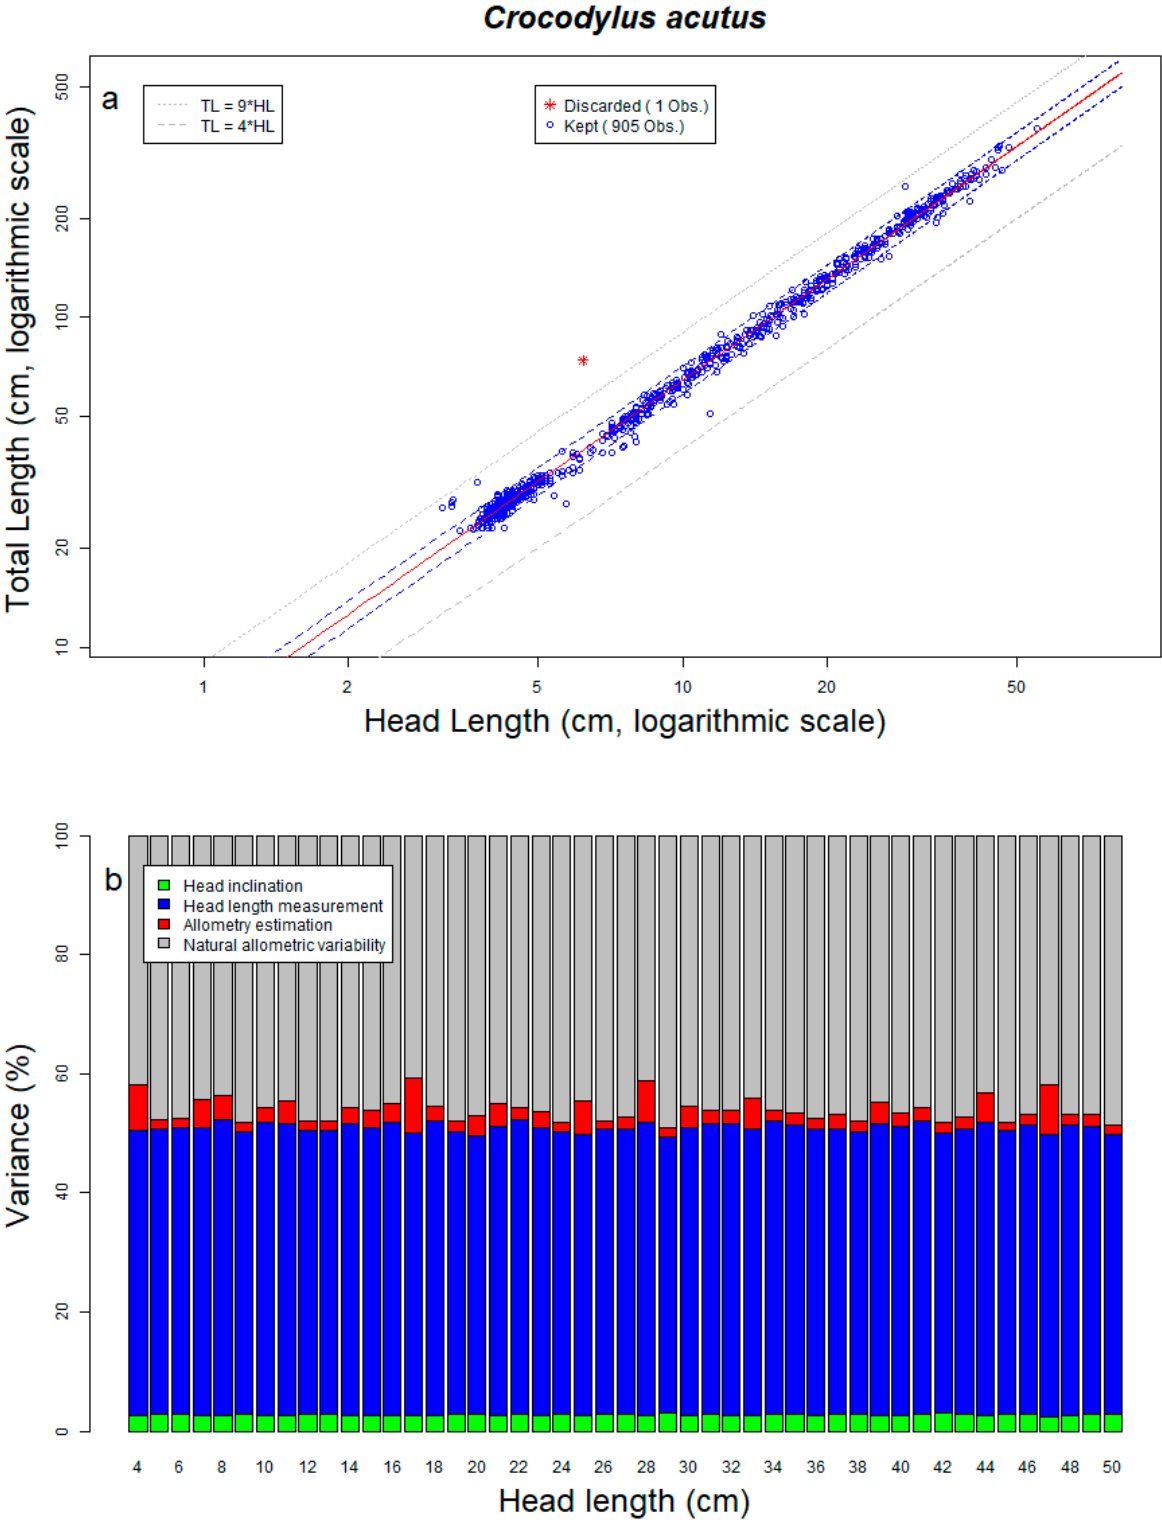 Crocodylus acutus
a
TL = 9*HL
TL = 4*HL
Discarded ( 1 Obs.)
Kept ( 905 Obs.)
Total Length (cm, logarithmic scale)
500
200
100
50
20
10
1 2 5 10 20 50
Head Length (cm, logarithmic scale)
b
Head inclination
Head length measurement
Allometry estimation
Natural allometric variability
Variance (%)
100
80
60
40
20
0
4 6 8 10 12 14 16 18 20 22 24 26 28 30 32 34 36 38 40 42 44 46 48 50
Head length (cm)